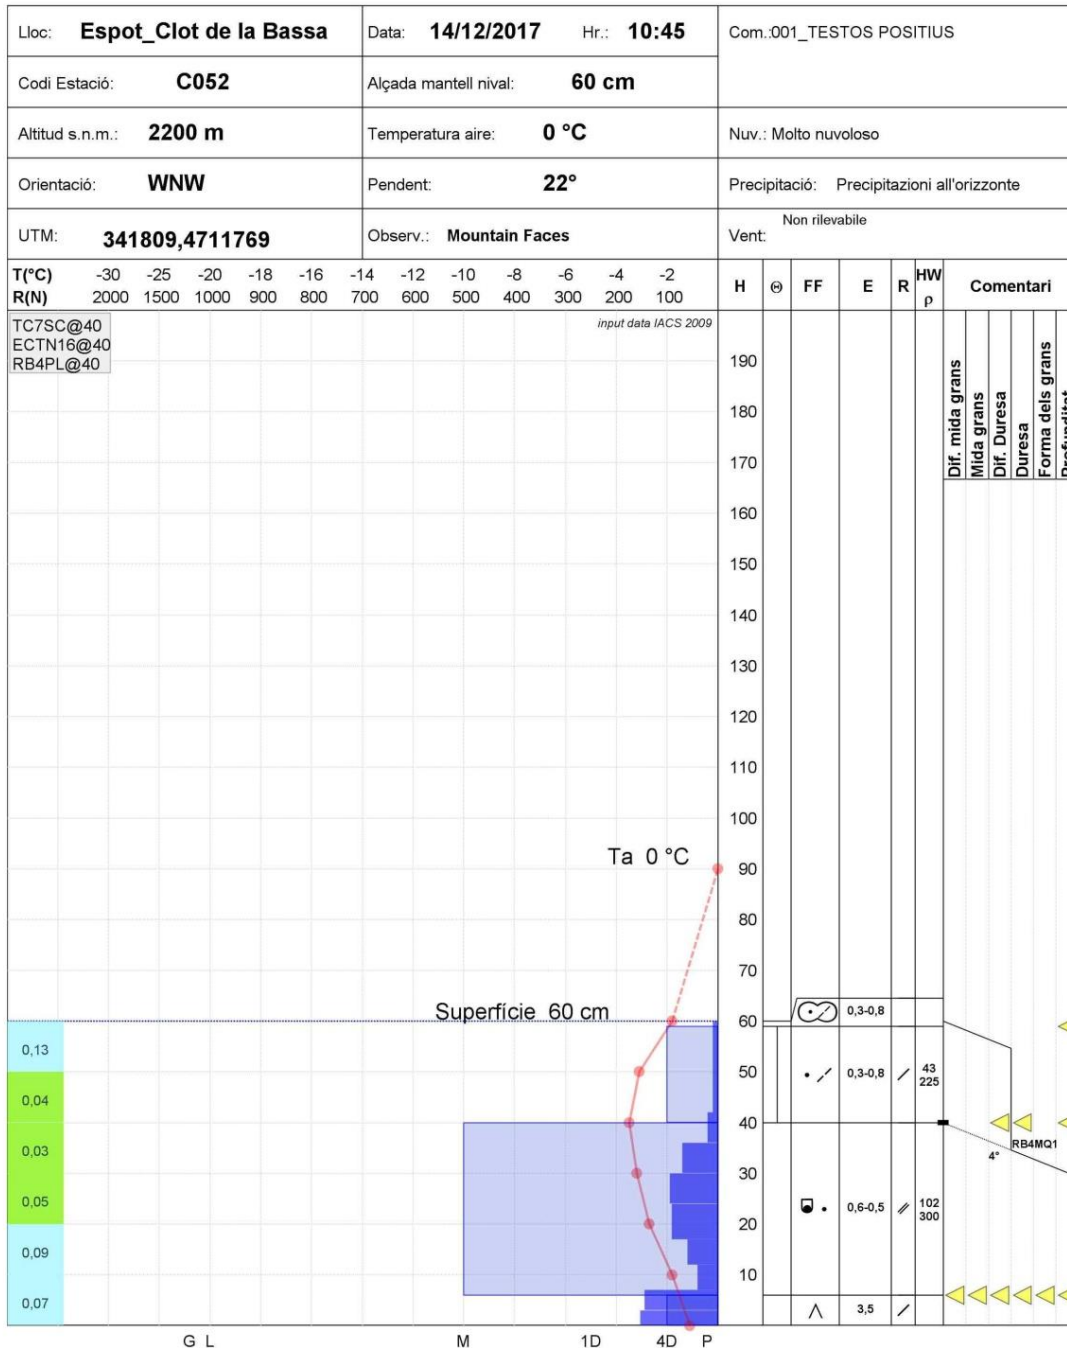 Lloc: Espot_Clot de la Bassa Data: 14/12/2017 Hr.: 10:45 Com.:001_TESTOS POSITIUS
Codi Estació: C052 Alçada mantell nival: 60 cm
Altitud s.n.m.: 2200 m Temperatura aire: 0 °C Nuv.: Molto nuvoloso
Orientació: WNW Pendent: 22° Precipitació: Precipitazioni all'orizzonte
UTM: 341809,4711769 Observ.: Mountain Faces Vent: Non rilevabile
T(°C) -30 -25 -20 -18 -16 -14 -12 -10 -8 -6 -4 -2
R(N) 2000 1500 1000 900 800 700 600 500 400 300 200 100
H Θ FF E R HW ρ Comentari
TC7SC@40
ECTN16@40
RB4PL@40
input data IACS 2009
Dif. mida grans
Mida grans
Dif. Duresa
Duresa
Forma dels grans
Profunditat
190
180
170
160
150
140
130
120
110
100
Ta 0 °C
90
80
70
Superfície 60 cm
60 0,3-0,8
0,13
50 0,3-0,8 43
225
0,04
40
RB4MQ1
4°
0,03
30
0,05
0,6-0,5 102
300
20
0,09
10
0,07
3,5
G L M 1D 4D P